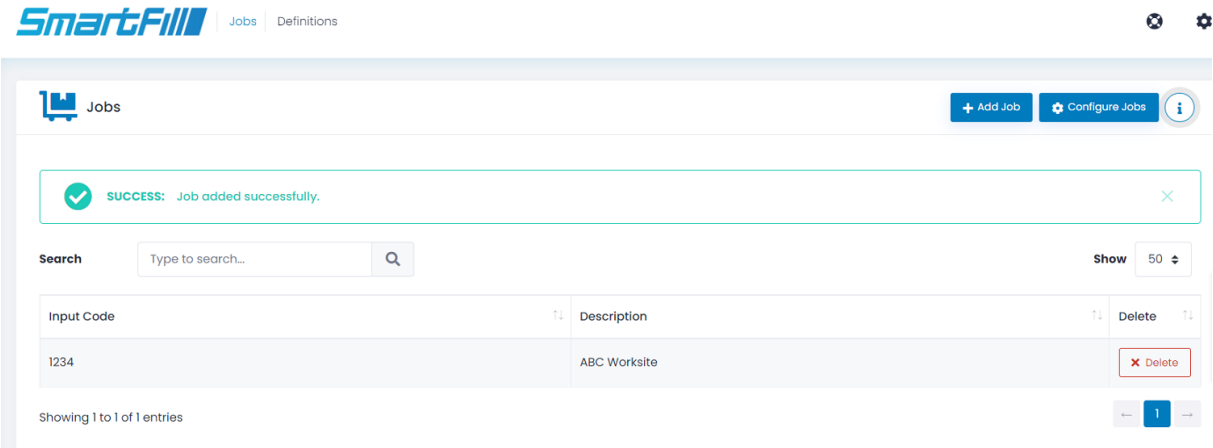 SmartFill Jobs Definitions
Jobs + Add Job Configure Jobs i
SUCCESS: Job added successfully.
Search Type to search... Show 50
Input Code Description Delete
1234 ABC Worksite × Delete
Showing 1 to 1 of 1 entries ← 1 →